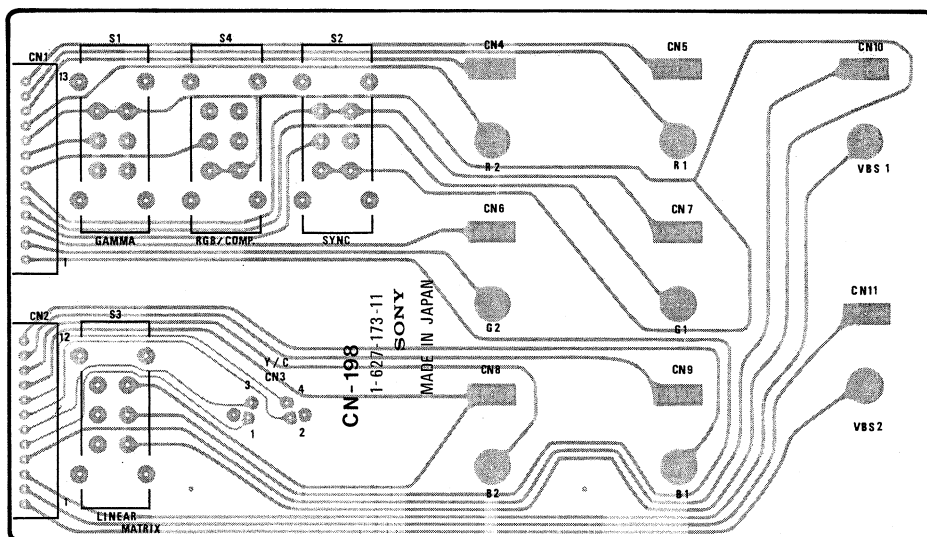 S1
S4
S2
CN4
CN5
CN10
CN1
13
R2
R1
VBS 1
CN6
CN7
GAMMA
RGB/COMP.
SYNC
1
CN11
G2
G1
CN2
S3
12
Y/C
CN3
3
4
1
2
CN-198
1-627-173-11
SONY
MADE IN JAPAN
CN8
CN9
VBS2
B2
B1
1
LINEAR
MATRIX